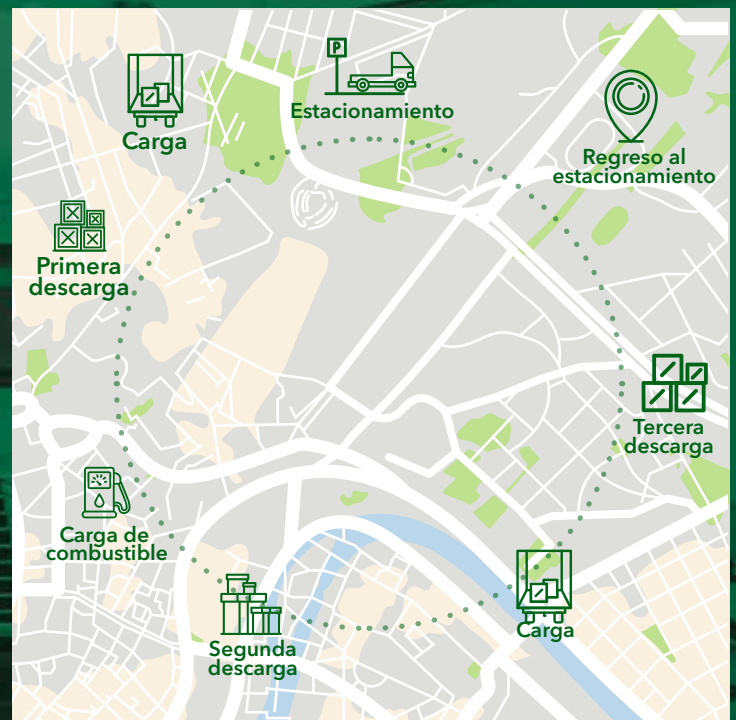 P
Estacionamiento
Carga
Regreso al
estacionamiento
Primera
descarga
Tercera
descarga
Carga de
combustible
Carga
Segunda
descarga